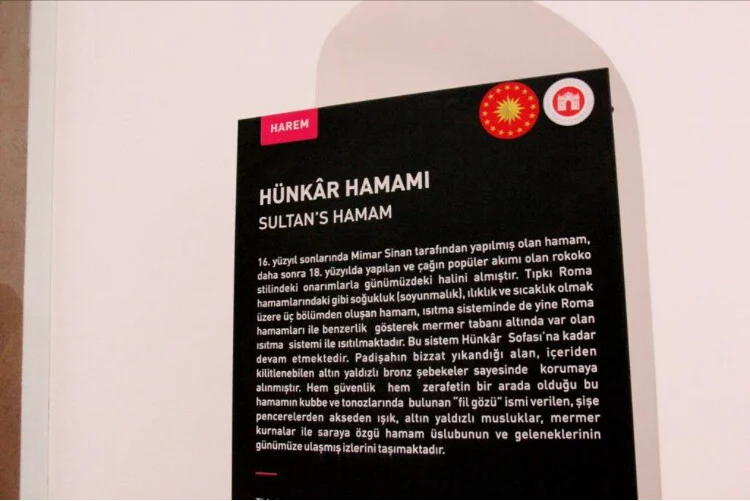 HAREM
HÜNKÂR HAMAMI
SULTAN'S HAMAM
16. yüzyıl sonlarında Mimar Sinan tarafından yapılmış olan hamam,
daha sonra 18. yüzyılda yapılan ve çağın popüler akımı olan rokoko
stilindeki onarımlarla günümüzdeki halini almıştır. Tıpkı Roma
hamamlarındaki gibi soğukluk (soyunmalık), ılıklık ve sıcaklık olmak
üzere üç bölümden oluşan hamam, ısıtma sisteminde de yine Roma
hamamları ile benzerlik gösterek mermer tabanı altında var olan
ısıtma sistemi ile ısıtılmaktadır. Bu sistem Hünkâr Sofası'na kadar
devam etmektedir. Padişahın bizzat yıkandığı alan, içeriden
kilitlenebilen altın yaldızlı bronz şebekeler sayesinde korumaya
alınmıştır. Hem güvenlik hem zerafetin bir arada olduğu bu
hamamın kubbe ve tonozlarında bulunan "fil gözü" ismi verilen, şişe
pencerelerden akseden ışık, altın yaldızlı musluklar, mermer
kurnalar ile saraya özgü hamam üslubunun ve geleneklerinin
günümüze ulaşmış izlerini taşımaktadır.